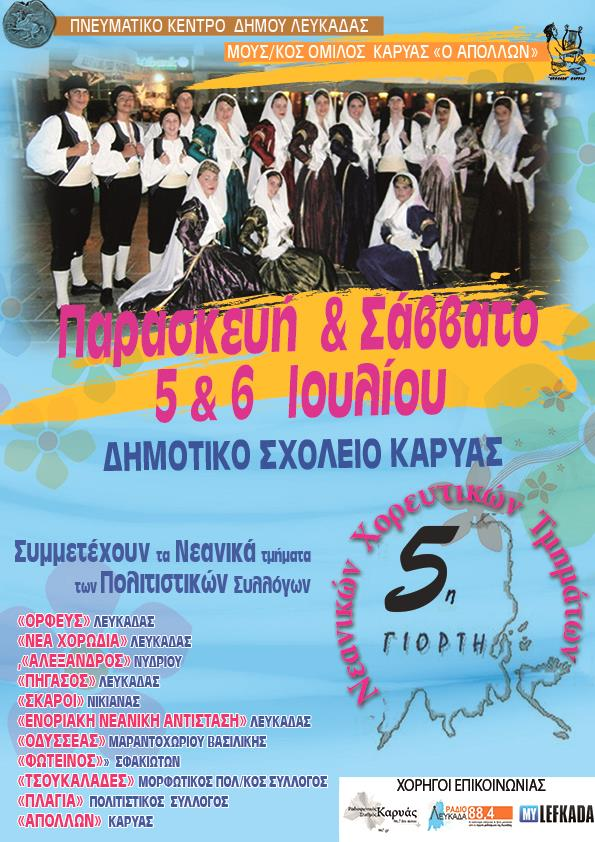 ΠΝΕΥΜΑΤΙΚΟ ΚΕΝΤΡΟ ΔΗΜΟΥ ΛΕΥΚΑΔΑΣ
ΜΟΥΣ/ΚΟΣ ΟΜΙΛΟΣ ΚΑΡΥΑΣ «Ο ΑΠΟΛΛΩΝ»
Παρασκευή & Σάββατο
5 & 6 Ιουλίου
ΔΗΜΟΤΙΚΟ ΣΧΟΛΕΙΟ ΚΑΡΥΑΣ
5η
ΓΙΟΡΤΗ
Νεανικών Χορευτικών Τμημάτων
Συμμετέχουν τα Νεανικά τμήματα
των Πολιτιστικών Συλλόγων
«ΟΡΦΕΥΣ» ΛΕΥΚΑΔΑΣ
«ΝΕΑ ΧΟΡΩΔΙΑ» ΛΕΥΚΑΔΑΣ
,«ΑΛΕΞΑΝΔΡΟΣ» ΝΥΔΡΙΟΥ
«ΠΗΓΑΣΟΣ» ΛΕΥΚΑΔΑΣ
«ΣΚΑΡΟΙ» ΝΙΚΙΑΝΑΣ
«ΕΝΟΡΙΑΚΗ ΝΕΑΝΙΚΗ ΑΝΤΙΣΤΑΣΗ» ΛΕΥΚΑΔΑΣ
«ΟΔΥΣΣΕΑΣ» ΜΑΡΑΝΤΟΧΩΡΙΟΥ ΒΑΣΙΛΙΚΗΣ
«ΦΩΤΕΙΝΟΣ»» ΣΦΑΚΙΩΤΩΝ
«ΤΣΟΥΚΑΛΑΔΕΣ» ΜΟΡΦΩΤΙΚΟΣ ΠΟΛ/ΚΟΣ ΣΥΛΛΟΓΟΣ
«ΠΛΑΓΙΑ» ΠΟΛΙΤΙΣΤΙΚΟΣ ΣΥΛΛΟΓΟΣ
«ΑΠΟΛΛΩΝ» ΚΑΡΥΑΣ
ΧΟΡΗΓΟΙ ΕΠΙΚΟΙΝΩΝΙΑΣ
Ραδιοφωνικός Σταθμός Καρυάς
ΡΑΔΙΟ ΛΕΥΚΑΔΑ 88,4
MY LEFKADA